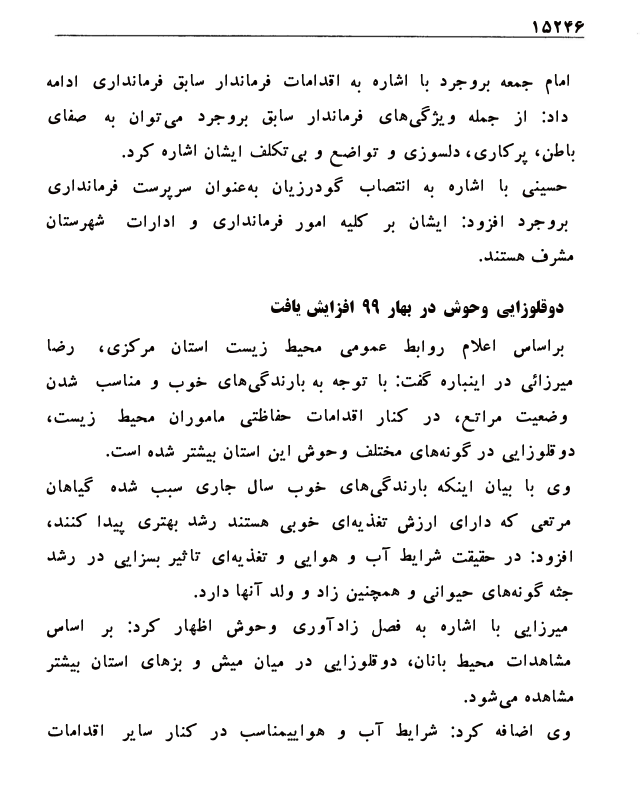 ۱۵۲۴۶
امام جمعه بروجرد با اشاره به اقدامات فرماندار سابق فرمانداری ادامه
داد: از جمله ویژگی‌های فرماندار سابق بروجرد می‌توان به صفای
باطن، پرکاری، دلسوزی و تواضع و بی‌تکلف ایشان اشاره کرد.
حسینی با اشاره به انتصاب گودرزیان به‌عنوان سرپرست فرمانداری
بروجرد افزود: ایشان بر کلیه امور فرمانداری و ادارات شهرستان
مشرف هستند.
دوقلوزایی وحوش در بهار ۹۹ افزایش یافت
براساس اعلام روابط عمومی محیط زیست استان مرکزی، رضا
میرزائی در اینباره گفت: با توجه به بارندگی‌های خوب و مناسب شدن
وضعیت مراتع، در کنار اقدامات حفاظتی ماموران محیط زیست،
دوقلوزایی در گونه‌های مختلف وحوش این استان بیشتر شده است.
وی با بیان اینکه بارندگی‌های خوب سال جاری سبب شده گیاهان
مرتعی که دارای ارزش تغذیه‌ای خوبی هستند رشد بهتری پیدا کنند،
افزود: در حقیقت شرایط آب و هوایی و تغذیه‌ای تاثیر بسزایی در رشد
جثه گونه‌های حیوانی و همچنین زاد و ولد آنها دارد.
میرزایی با اشاره به فصل زادآوری وحوش اظهار کرد: بر اساس
مشاهدات محیط بانان، دوقلوزایی در میان میش و بزهای استان بیشتر
مشاهده می‌شود.
وی اضافه کرد: شرایط آب و هواییمناسب در کنار سایر اقدامات